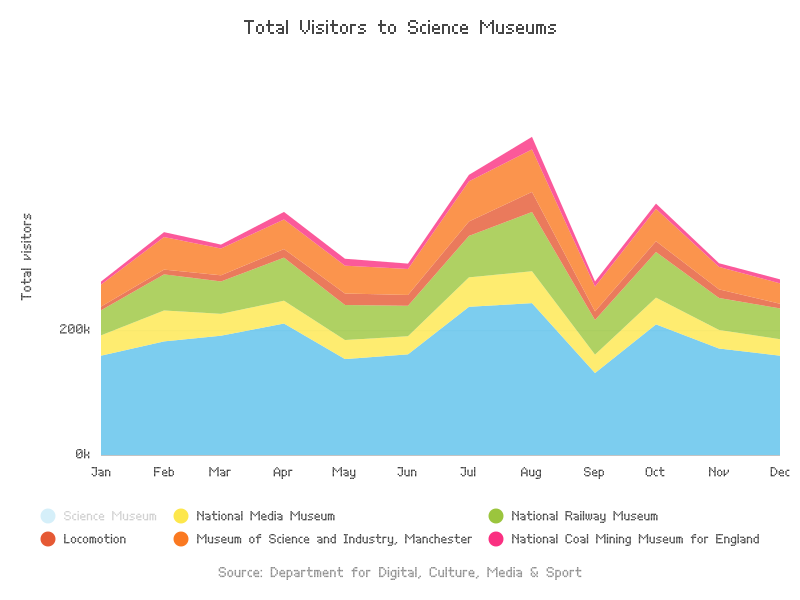 Total Visitors to Science Museums
Total visitors
200k
0k
Jan Feb Mar Apr May Jun Jul Aug Sep Oct Nov Dec
Science Museum National Media Museum National Railway Museum
Locomotion Museum of Science and Industry, Manchester National Coal Mining Museum for England
Source: Department for Digital, Culture, Media & Sport